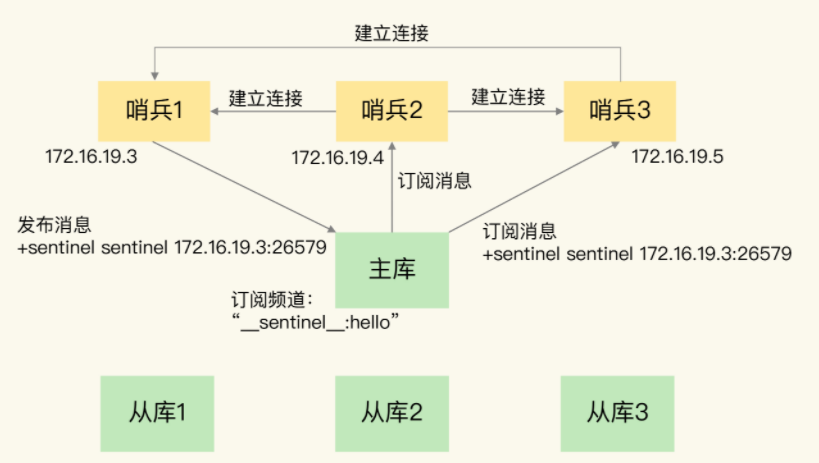 建立连接
哨兵1
建立连接
哨兵2
建立连接
哨兵3
172.16.19.3
172.16.19.4
172.16.19.5
订阅消息
发布消息
+sentinel sentinel 172.16.19.3:26579
订阅消息
+sentinel sentinel 172.16.19.3:26579
主库
订阅频道：
“__sentinel__:hello”
从库1
从库2
从库3